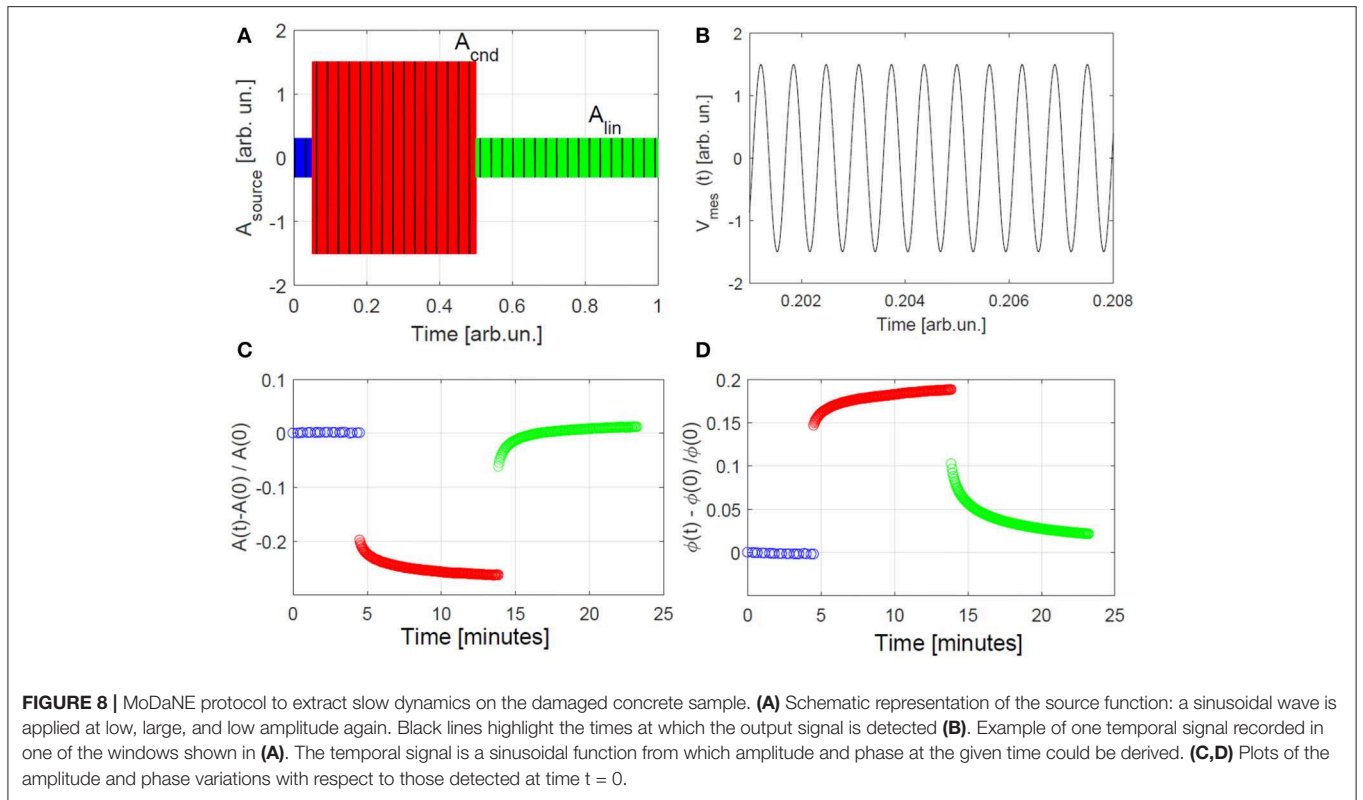 A
A_cnd
A_lin
A_source [arb. un.]
2
1
0
-1
-2
0 0.2 0.4 0.6 0.8 1
Time [arb.un.]
B
V_mes (t) [arb. un.]
2
1
0
-1
-2
0.202 0.204 0.206 0.208
Time [arb.un.]
C
A(t)-A(0) / A(0)
0.1
0
-0.1
-0.2
0 5 10 15 20 25
Time [minutes]
D
ϕ(t) - ϕ(0) /ϕ(0)
0.2
0.15
0.1
0.05
0
0 5 10 15 20 25
Time [minutes]
FIGURE 8 | MoDaNE protocol to extract slow dynamics on the damaged concrete sample. (A) Schematic representation of the source function: a sinusoidal wave is
applied at low, large, and low amplitude again. Black lines highlight the times at which the output signal is detected (B). Example of one temporal signal recorded in
one of the windows shown in (A). The temporal signal is a sinusoidal function from which amplitude and phase at the given time could be derived. (C,D) Plots of the
amplitude and phase variations with respect to those detected at time t = 0.